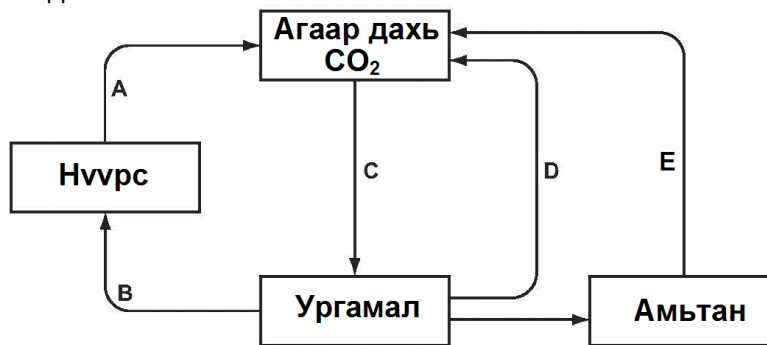 Агаар дахь
CO₂
A
Нvvрс
C
D
E
B
Ургамал
Амьтан